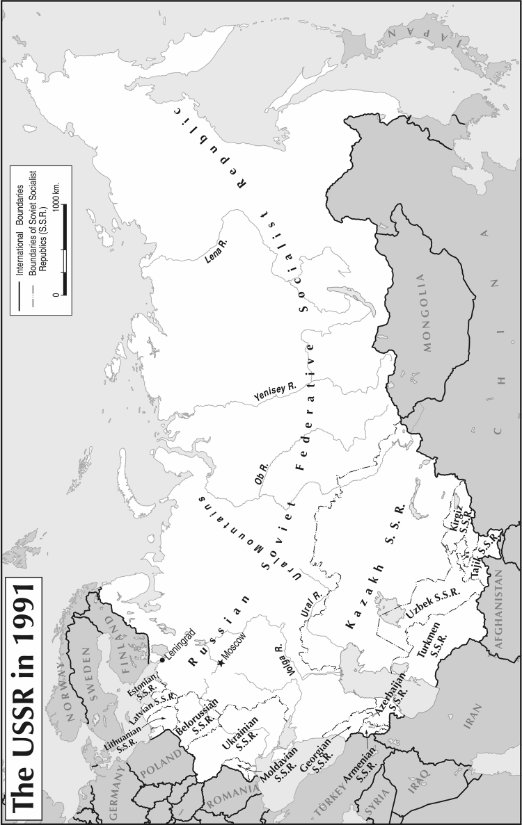 The USSR in 1991
International Boundaries
Boundaries of Soviet Socialist
Republics (S.S.R.)
0
1000 km.
NORWAY
SWEDEN
FINLAND
GERMANY
POLAND
ROMANIA
TURKEY
SYRIA
IRAQ
IRAN
AFGHANISTAN
CHINA
MONGOLIA
JAPAN
Leningrad
Moscow
Estonian
S.S.R.
Latvian S.S.R.
Lithuanian
S.S.R.
Belorussian
S.S.R.
Ukrainian
S.S.R.
Moldavian
S.S.R.
Georgian
S.S.R.
Armenian
S.S.R.
Azerbaijan
S.S.R.
Turkmen
S.S.R.
Uzbek S.S.R.
Tajik S.S.R.
Kirgiz
S.S.R.
Kazakh S.S.R.
Russian Soviet Federative Socialist Republic
Ural Mountains
Volga R.
Ural R.
Ob R.
Yenisey R.
Lena R.